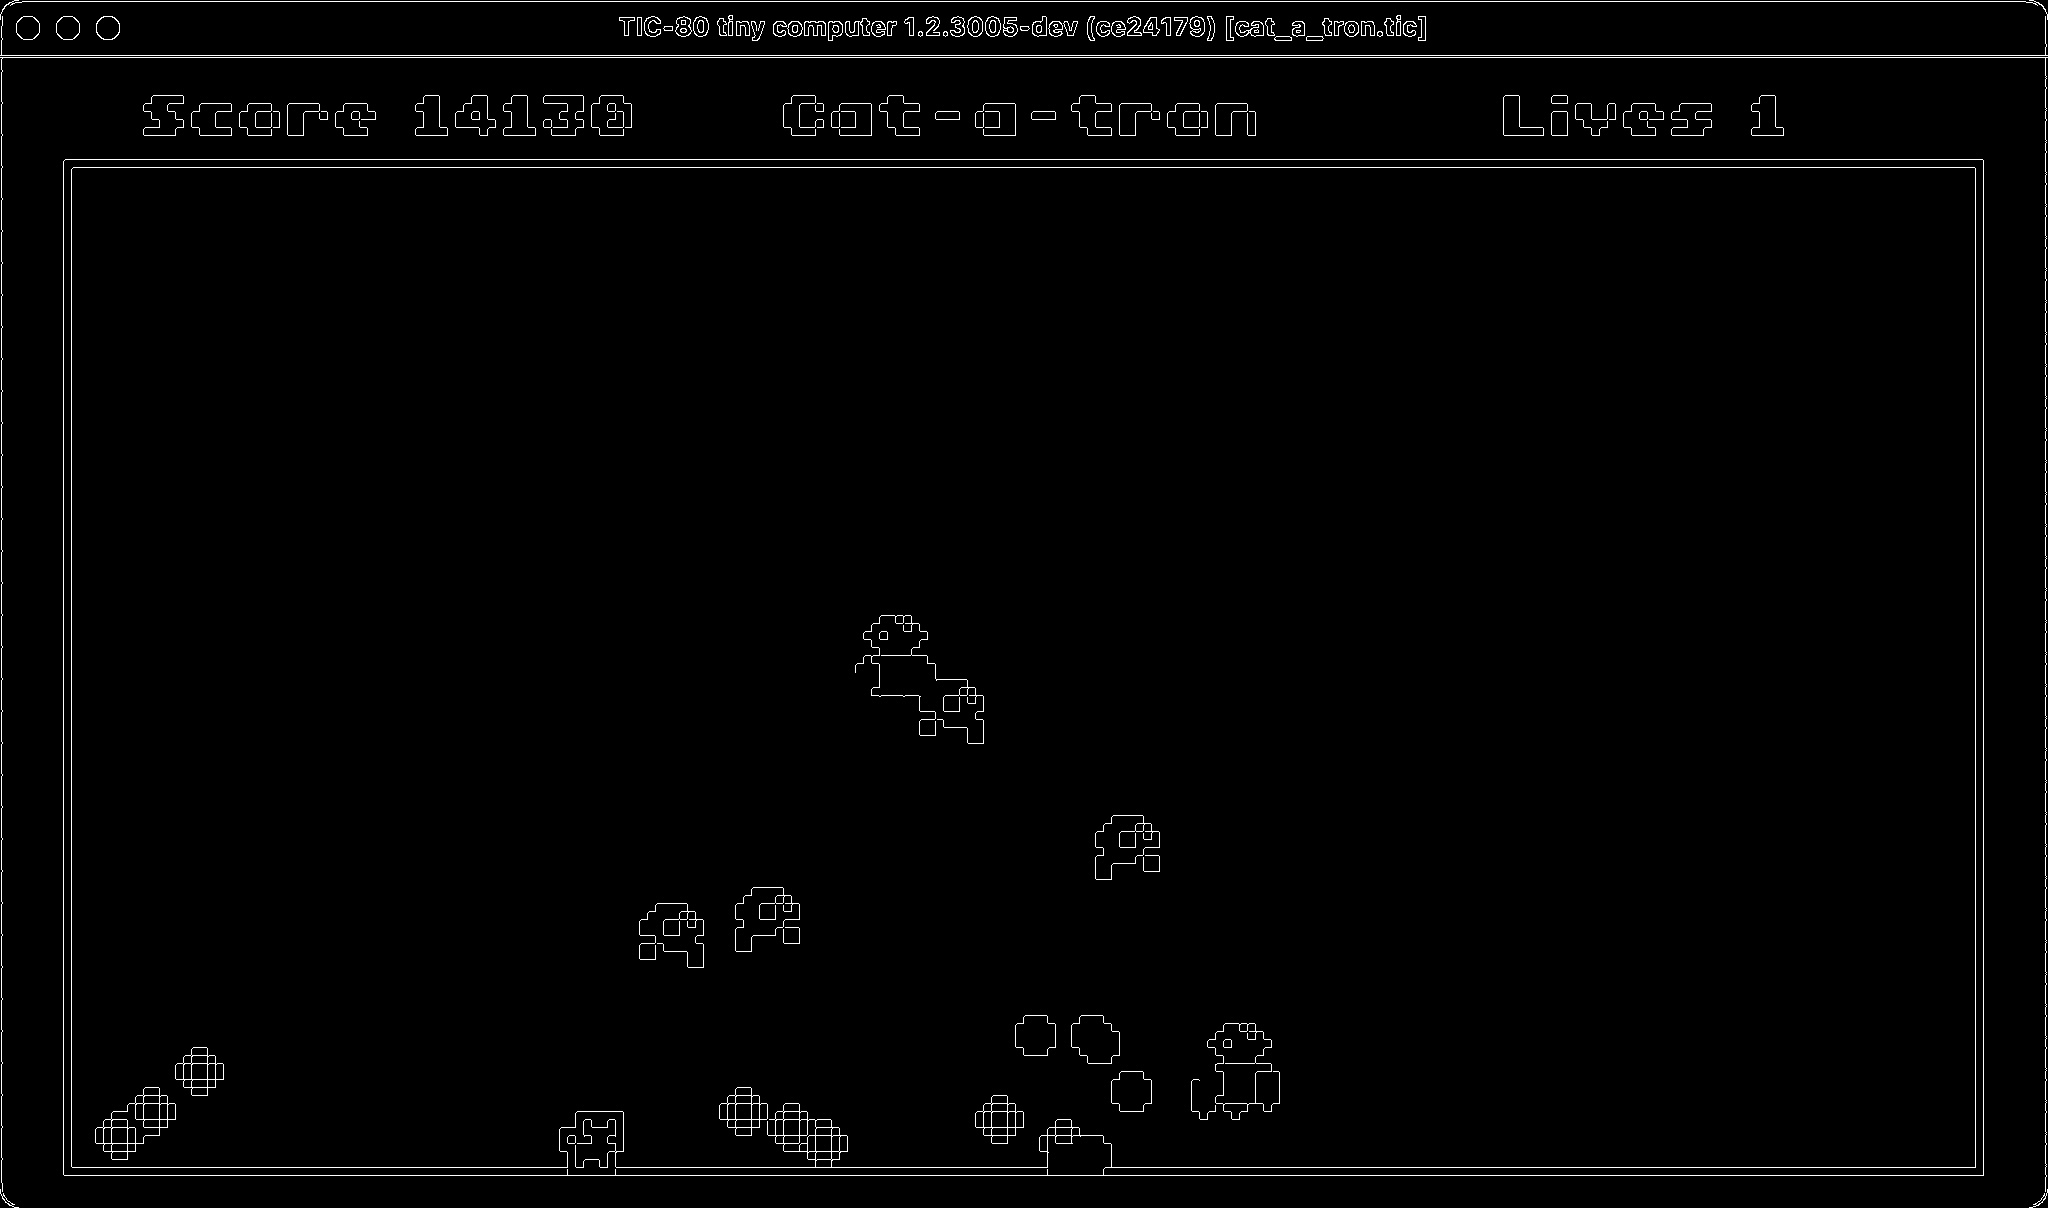 TIC-80 tiny computer 1.2.3005-dev (ce24179) [cat_a_tron.tic]
Score 14130 Cat-a-tron Lives 1